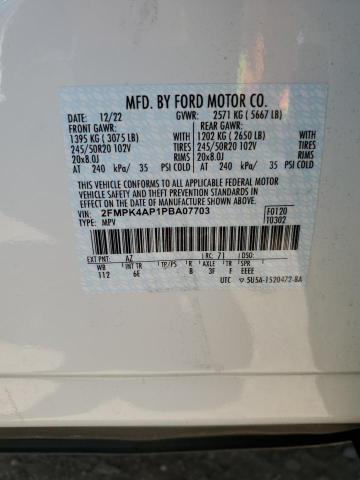 MFD. BY FORD MOTOR CO.
DATE: 12/22 GVWR: 2571 KG (5667 LB)
FRONT GAWR: REAR GAWR:
1395 KG (3075 LB) 1202 KG (2650 LB)
245/50R20 102V TIRES 245/50R20 102V TIRES
20x8.0J RIMS 20x8.0J RIMS
AT 240 kPa/ 35 PSI COLD AT 240 kPa/ 35 PSI COLD
THIS VEHICLE CONFORMS TO ALL APPLICABLE FEDERAL MOTOR
VEHICLE SAFETY AND THEFT PREVENTION STANDARDS IN
EFFECT ON THE DATE OF MANUFACTURE SHOWN ABOVE.
VIN: 2FMPK4AP1PBA07703 F0120
TYPE: MPV T0302
EXT PNT: AZ RC: 71 DSO:
WB INT TR TP/PS R AXLE TR SPR
112 6E 8 3F F EEEE
UTC ▽ 5U5A-1520472-BA